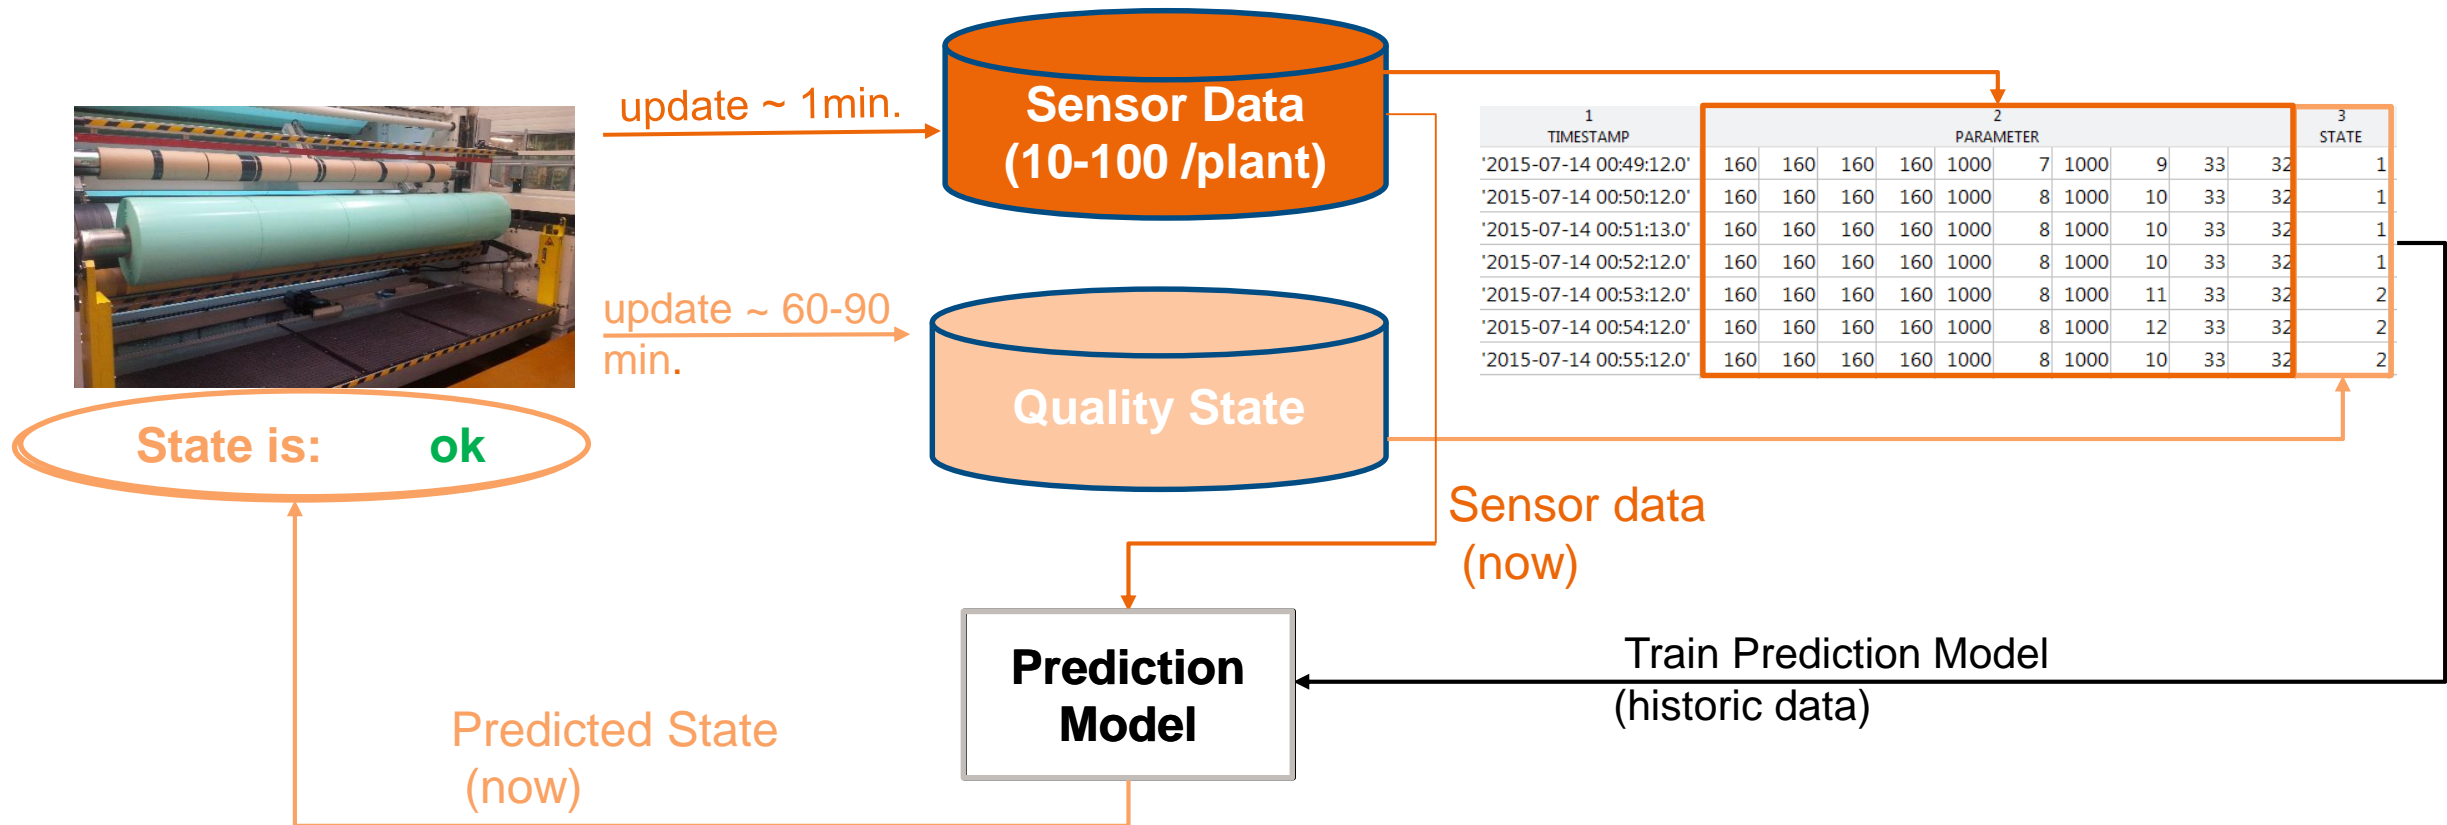 update ~ 1min.
Sensor Data
(10-100 /plant)
update ~ 60-90
min.
Quality State
State is: ok
1 2 3
TIMESTAMP PARAMETER STATE
'2015-07-14 00:49:12.0' 160 160 160 160 1000 7 1000 9 33 32 1
'2015-07-14 00:50:12.0' 160 160 160 160 1000 8 1000 10 33 32 1
'2015-07-14 00:51:13.0' 160 160 160 160 1000 8 1000 10 33 32 1
'2015-07-14 00:52:12.0' 160 160 160 160 1000 8 1000 10 33 32 1
'2015-07-14 00:53:12.0' 160 160 160 160 1000 8 1000 11 33 32 2
'2015-07-14 00:54:12.0' 160 160 160 160 1000 8 1000 12 33 32 2
'2015-07-14 00:55:12.0' 160 160 160 160 1000 8 1000 10 33 32 2
Sensor data
(now)
Prediction
Model
Train Prediction Model
(historic data)
Predicted State
(now)